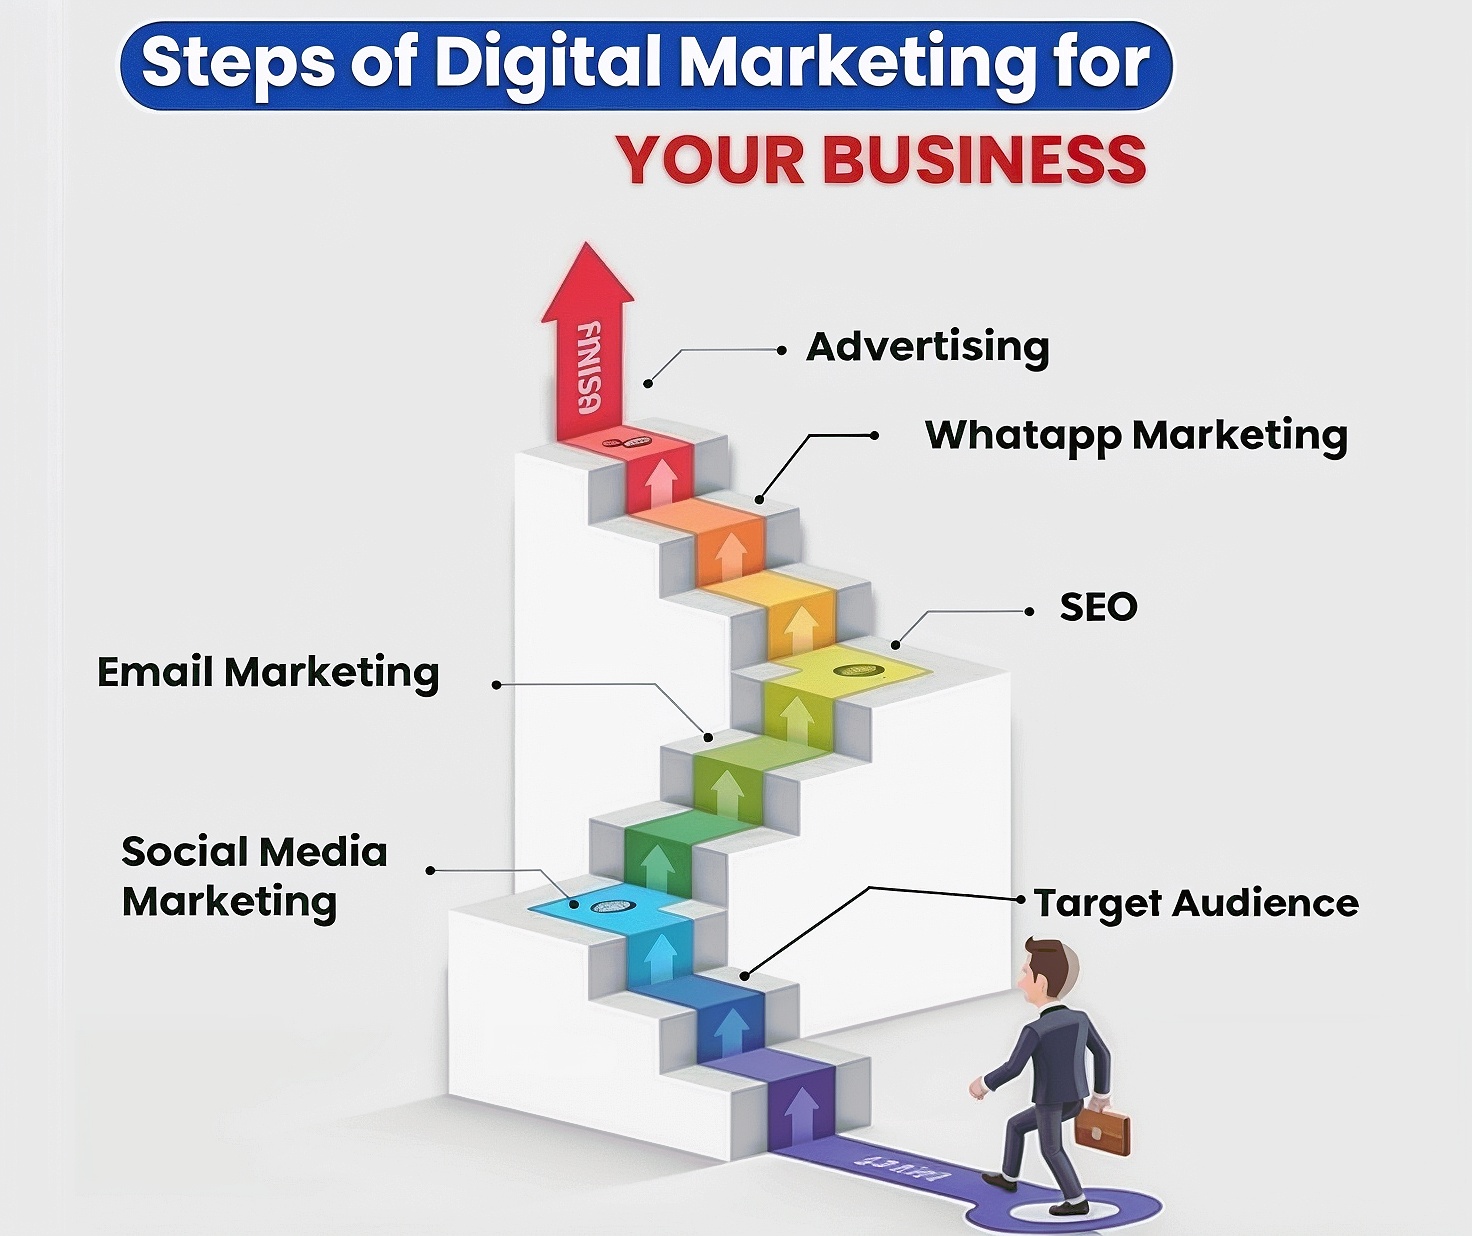 Steps of Digital Marketing for
YOUR BUSINESS
Advertising
Whatapp Marketing
SEO
Email Marketing
Social Media
Marketing
Target Audience